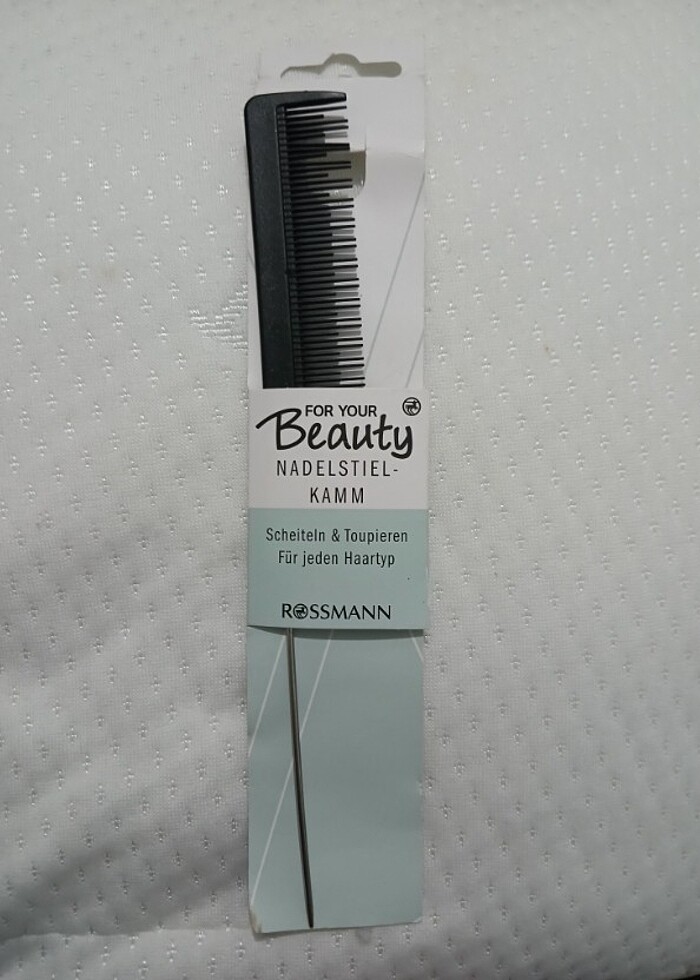 FOR YOUR
Beauty
NADELSTIEL-
KAMM
Scheiteln & Toupieren
Für jeden Haartyp
ROSSMANN